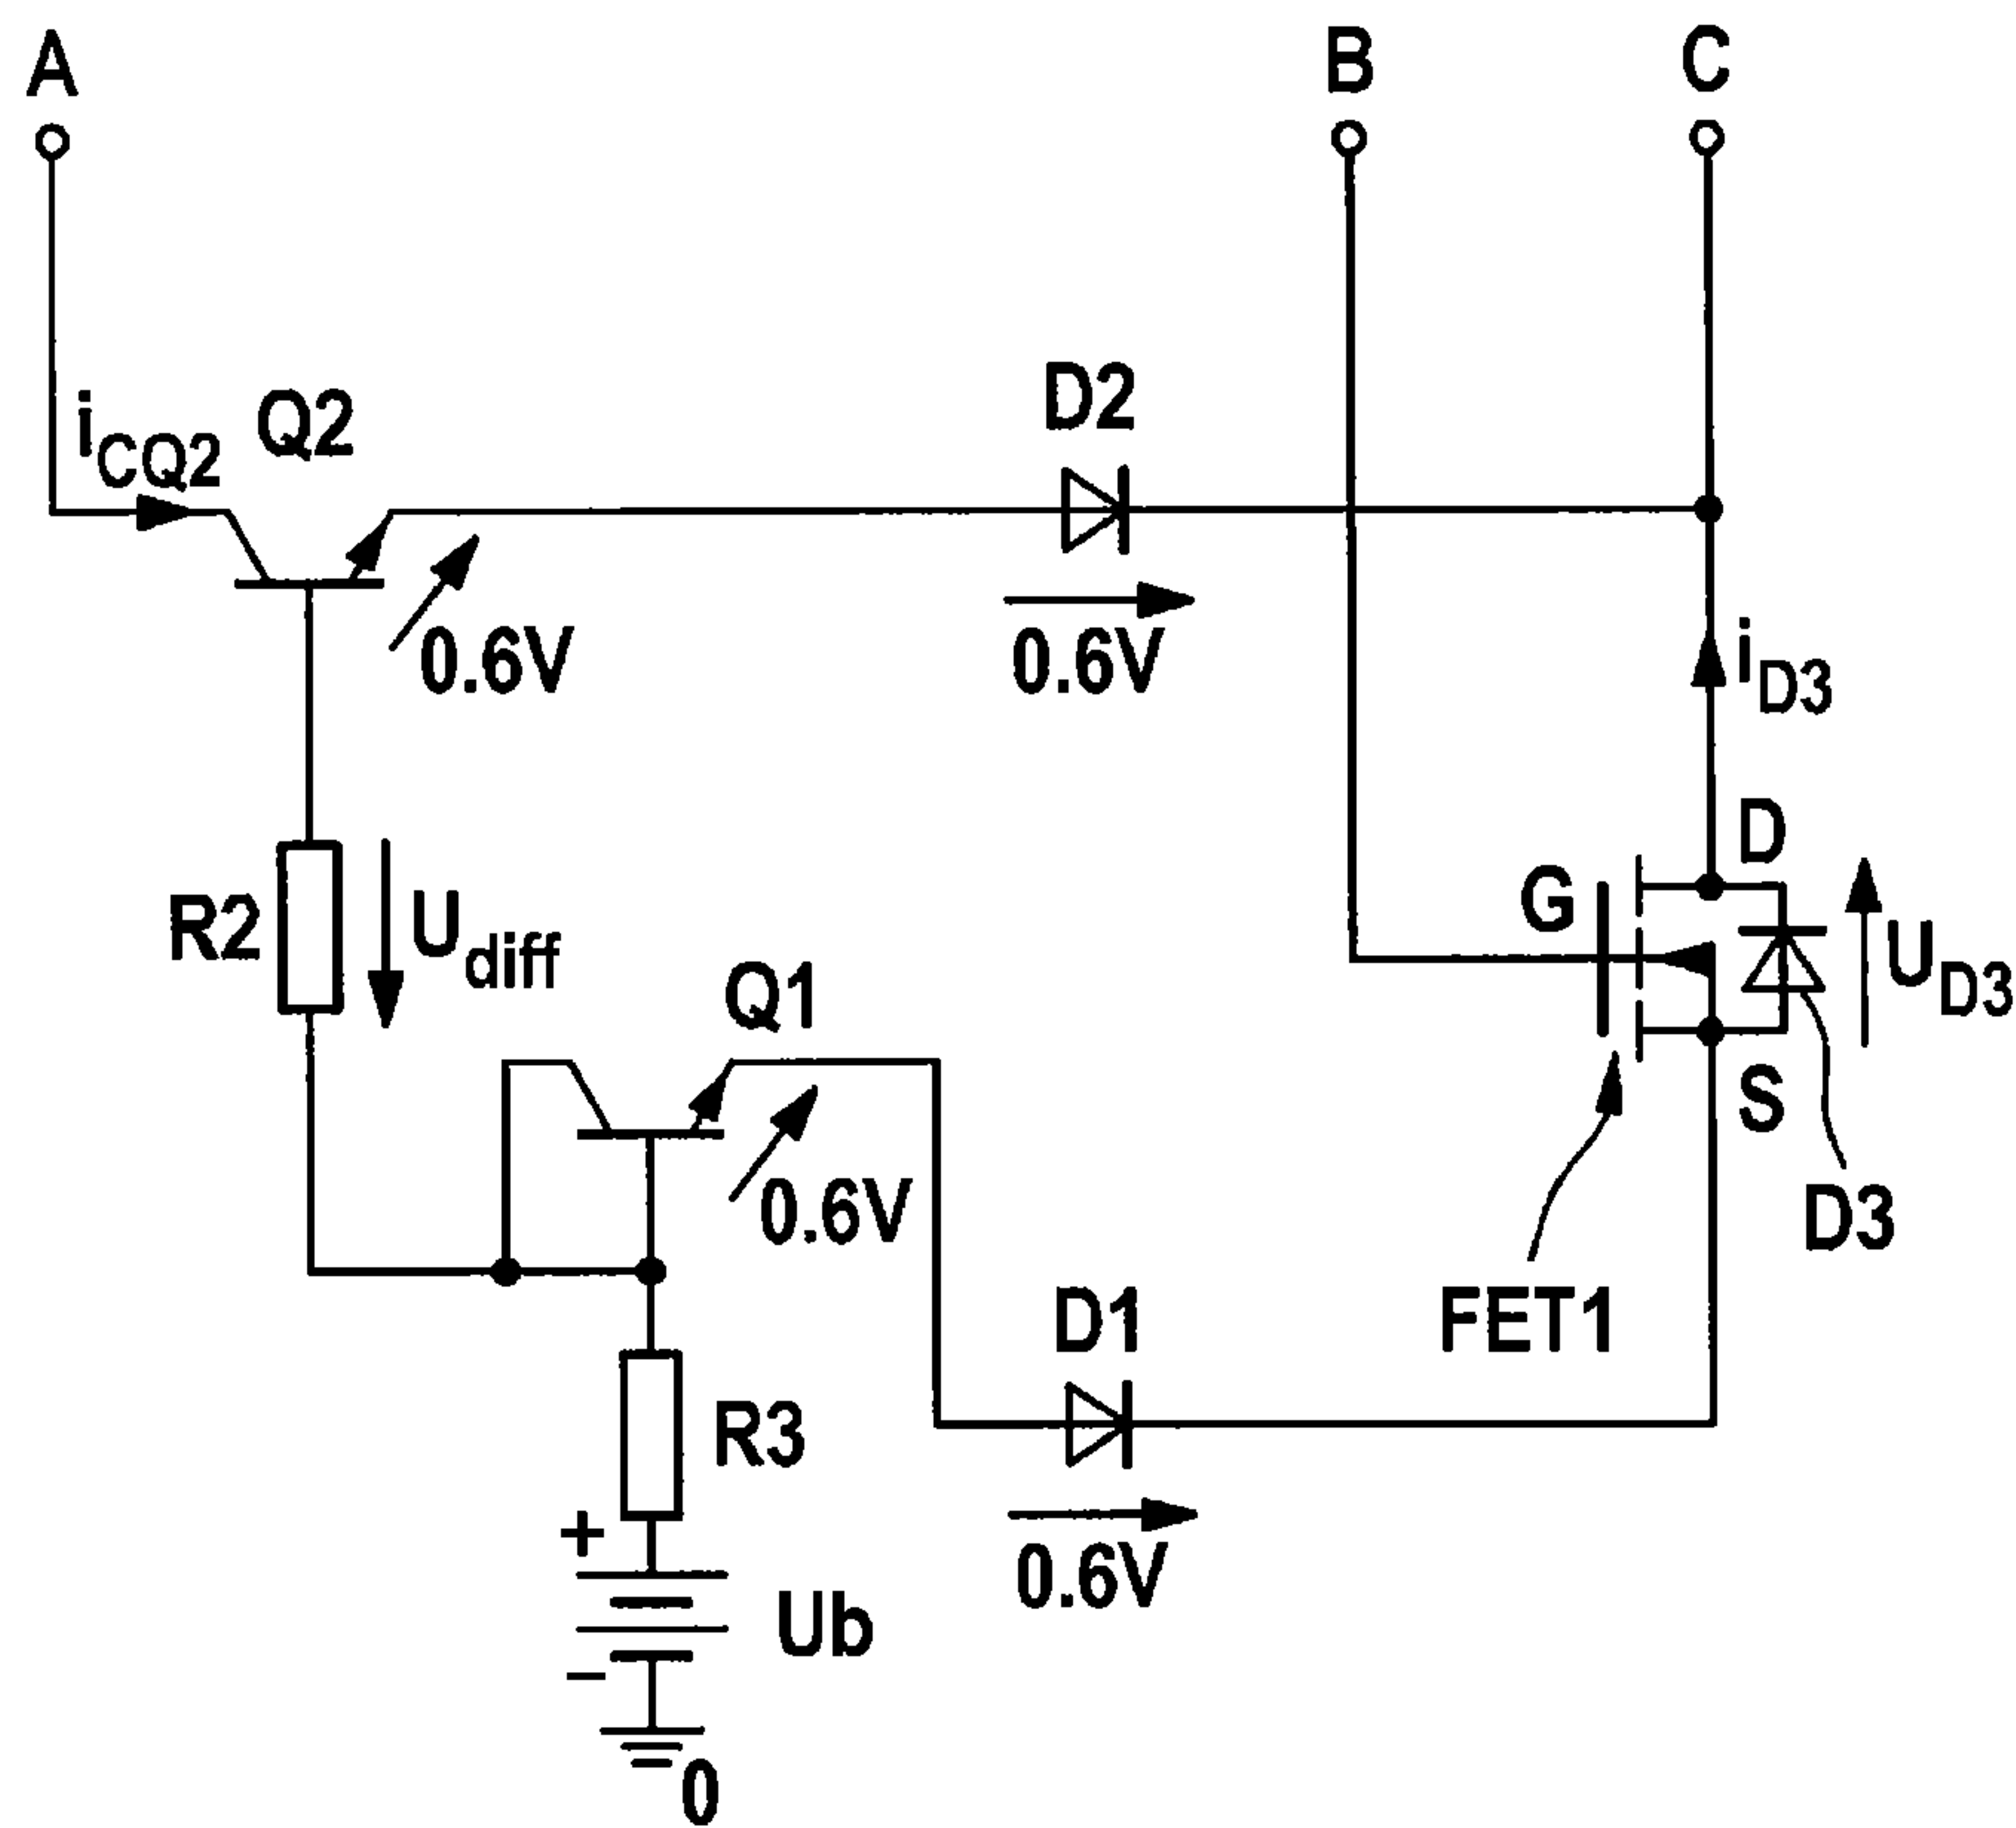 A
B
C
iCQ2
Q2
D2
0.6V
0.6V
iD3
D
G
R2
Udiff
Q1
UD3
S
0.6V
D3
D1
FET1
R3
+
0.6V
Ub
–
0